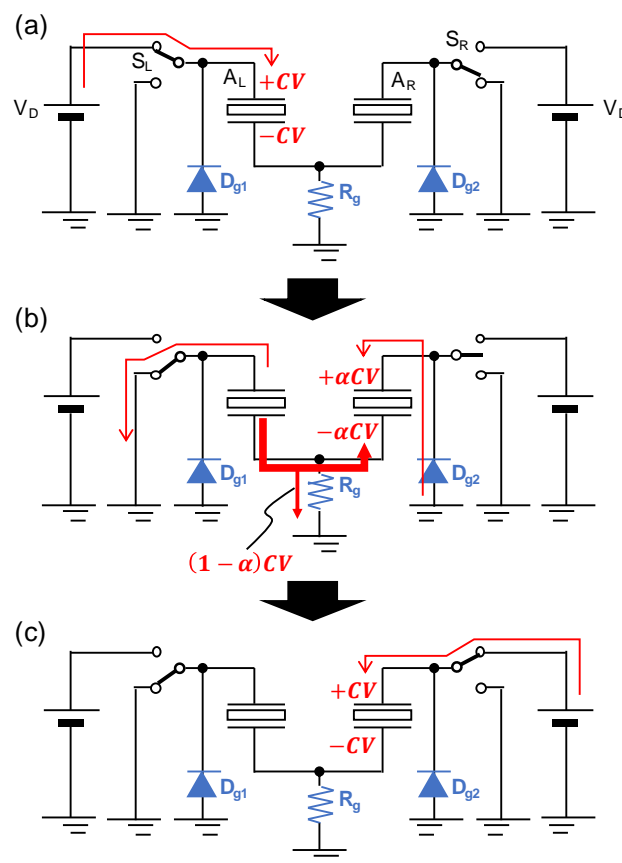 (a)
S_L
S_R
A_L
+CV
A_R
V_D
V_D
−CV
D_g1
R_g
D_g2
(b)
+αCV
−αCV
D_g1
R_g
D_g2
(1 − α)CV
(c)
+CV
−CV
D_g1
R_g
D_g2